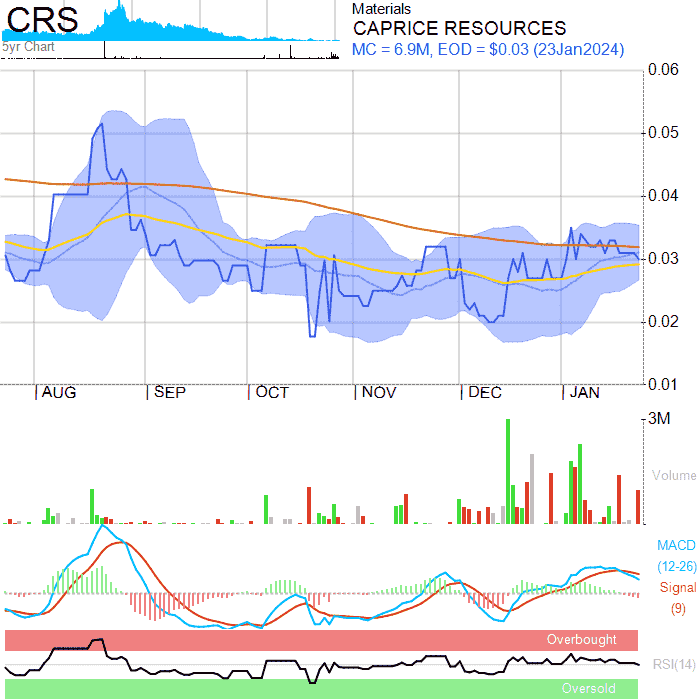 CRS
5yr Chart
Materials
CAPRICE RESOURCES
MC = 6.9M, EOD = $0.03 (23Jan2024)
0.06
0.05
0.04
0.03
0.02
0.01
AUG SEP OCT NOV DEC JAN
3M
Volume
MACD
(12-26)
Signal
(9)
Overbought
RSI(14)
Oversold